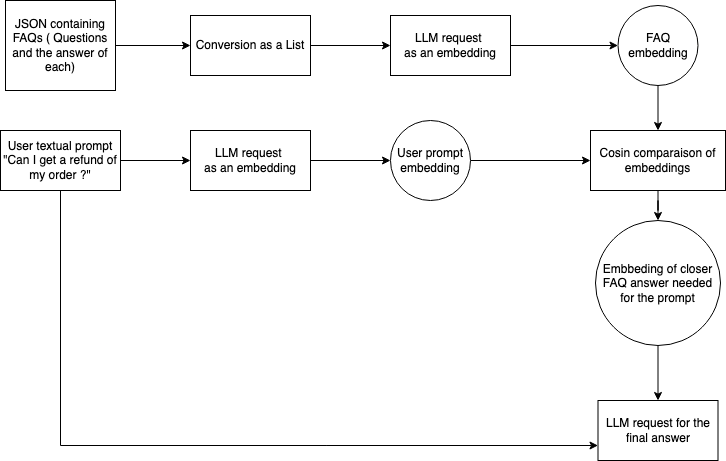 JSON containing
FAQs ( Questions
and the answer of
each)
Conversion as a List
LLM request
as an embedding
FAQ
embedding
User textual prompt
"Can I get a refund of
my order ?"
LLM request
as an embedding
User prompt
embedding
Cosin comparaison of
embeddings
Embbeding of closer
FAQ answer needed
for the prompt
LLM request for the
final answer